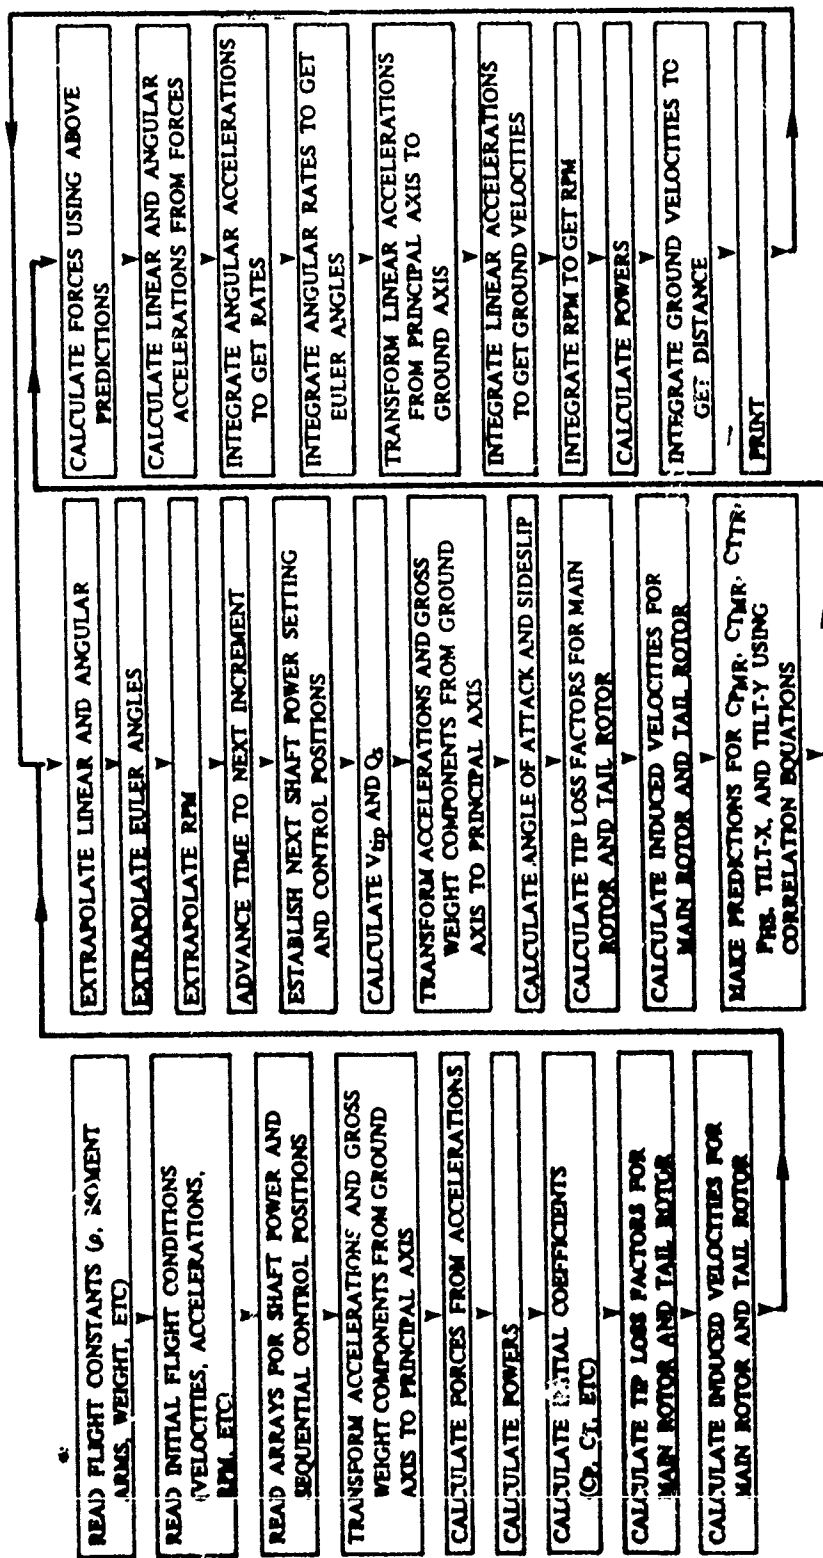 READ FLIGHT CONSTANTS (ρ, MOMENT
ARMS, WEIGHT, ETC)
READ INITIAL FLIGHT CONDITIONS
(VELOCITIES, ACCELERATIONS,
RPM, ETC)
READ ARRAYS FOR SHAFT POWER AND
SEQUENTIAL CONTROL POSITIONS
TRANSFORM ACCELERATIONS AND GROSS
WEIGHT COMPONENTS FROM GROUND
AXIS TO PRINCIPAL AXIS
CALCULATE FORCES FROM ACCELERATIONS
CALCULATE POWERS
CALCULATE INITIAL COEFFICIENTS
(CP, CT, ETC)
CALCULATE TIP LOSS FACTORS FOR
MAIN ROTOR AND TAIL ROTOR
CALCULATE INDUCED VELOCITIES FOR
MAIN ROTOR AND TAIL ROTOR
EXTRAPOLATE LINEAR AND ANGULAR
EXTRAPOLATE EULER ANGLES
EXTRAPOLATE RPM
ADVANCE TIME TO NEXT INCREMENT
ESTABLISH NEXT SHAFT POWER SETTING
AND CONTROL POSITIONS
CALCULATE Vtip AND Qs
TRANSFORM ACCELERATIONS AND GROSS
WEIGHT COMPONENTS FROM GROUND
AXIS TO PRINCIPAL AXIS
CALCULATE ANGLE OF ATTACK AND SIDESLIP
CALCULATE TIP LOSS FACTORS FOR MAIN
ROTOR AND TAIL ROTOR
CALCULATE INDUCED VELOCITIES FOR
MAIN ROTOR AND TAIL ROTOR
MAKE PREDICTIONS FOR CPMR, CTMR, CTTR,
PHS, TILT-X, AND TILT-Y USING
CORRELATION EQUATIONS
CALCULATE FORCES USING ABOVE
PREDICTIONS
CALCULATE LINEAR AND ANGULAR
ACCELERATIONS FROM FORCES
INTEGRATE ANGULAR ACCELERATIONS
TO GET RATES
INTEGRATE ANGULAR RATES TO GET
EULER ANGLES
TRANSFORM LINEAR ACCELERATIONS
FROM PRINCIPAL AXIS TO
GROUND AXIS
INTEGRATE LINEAR ACCELERATIONS
TO GET GROUND VELOCITIES
INTEGRATE RPM TO GET RPM
CALCULATE POWERS
INTEGRATE GROUND VELOCITIES TO
GET DISTANCE
PRINT